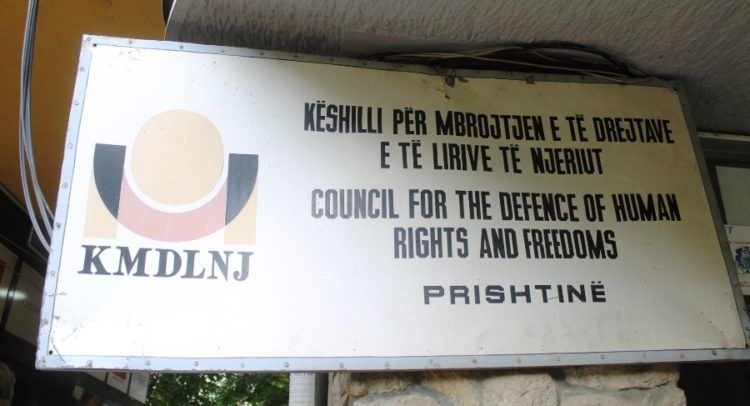 KËSHILLI PËR MBROJTJEN E TË DREJTAVE
E TË LIRIVE TË NJERIUT
COUNCIL FOR THE DEFENCE OF HUMAN
RIGHTS AND FREEDOMS
PRISHTINË
KMDLNJ